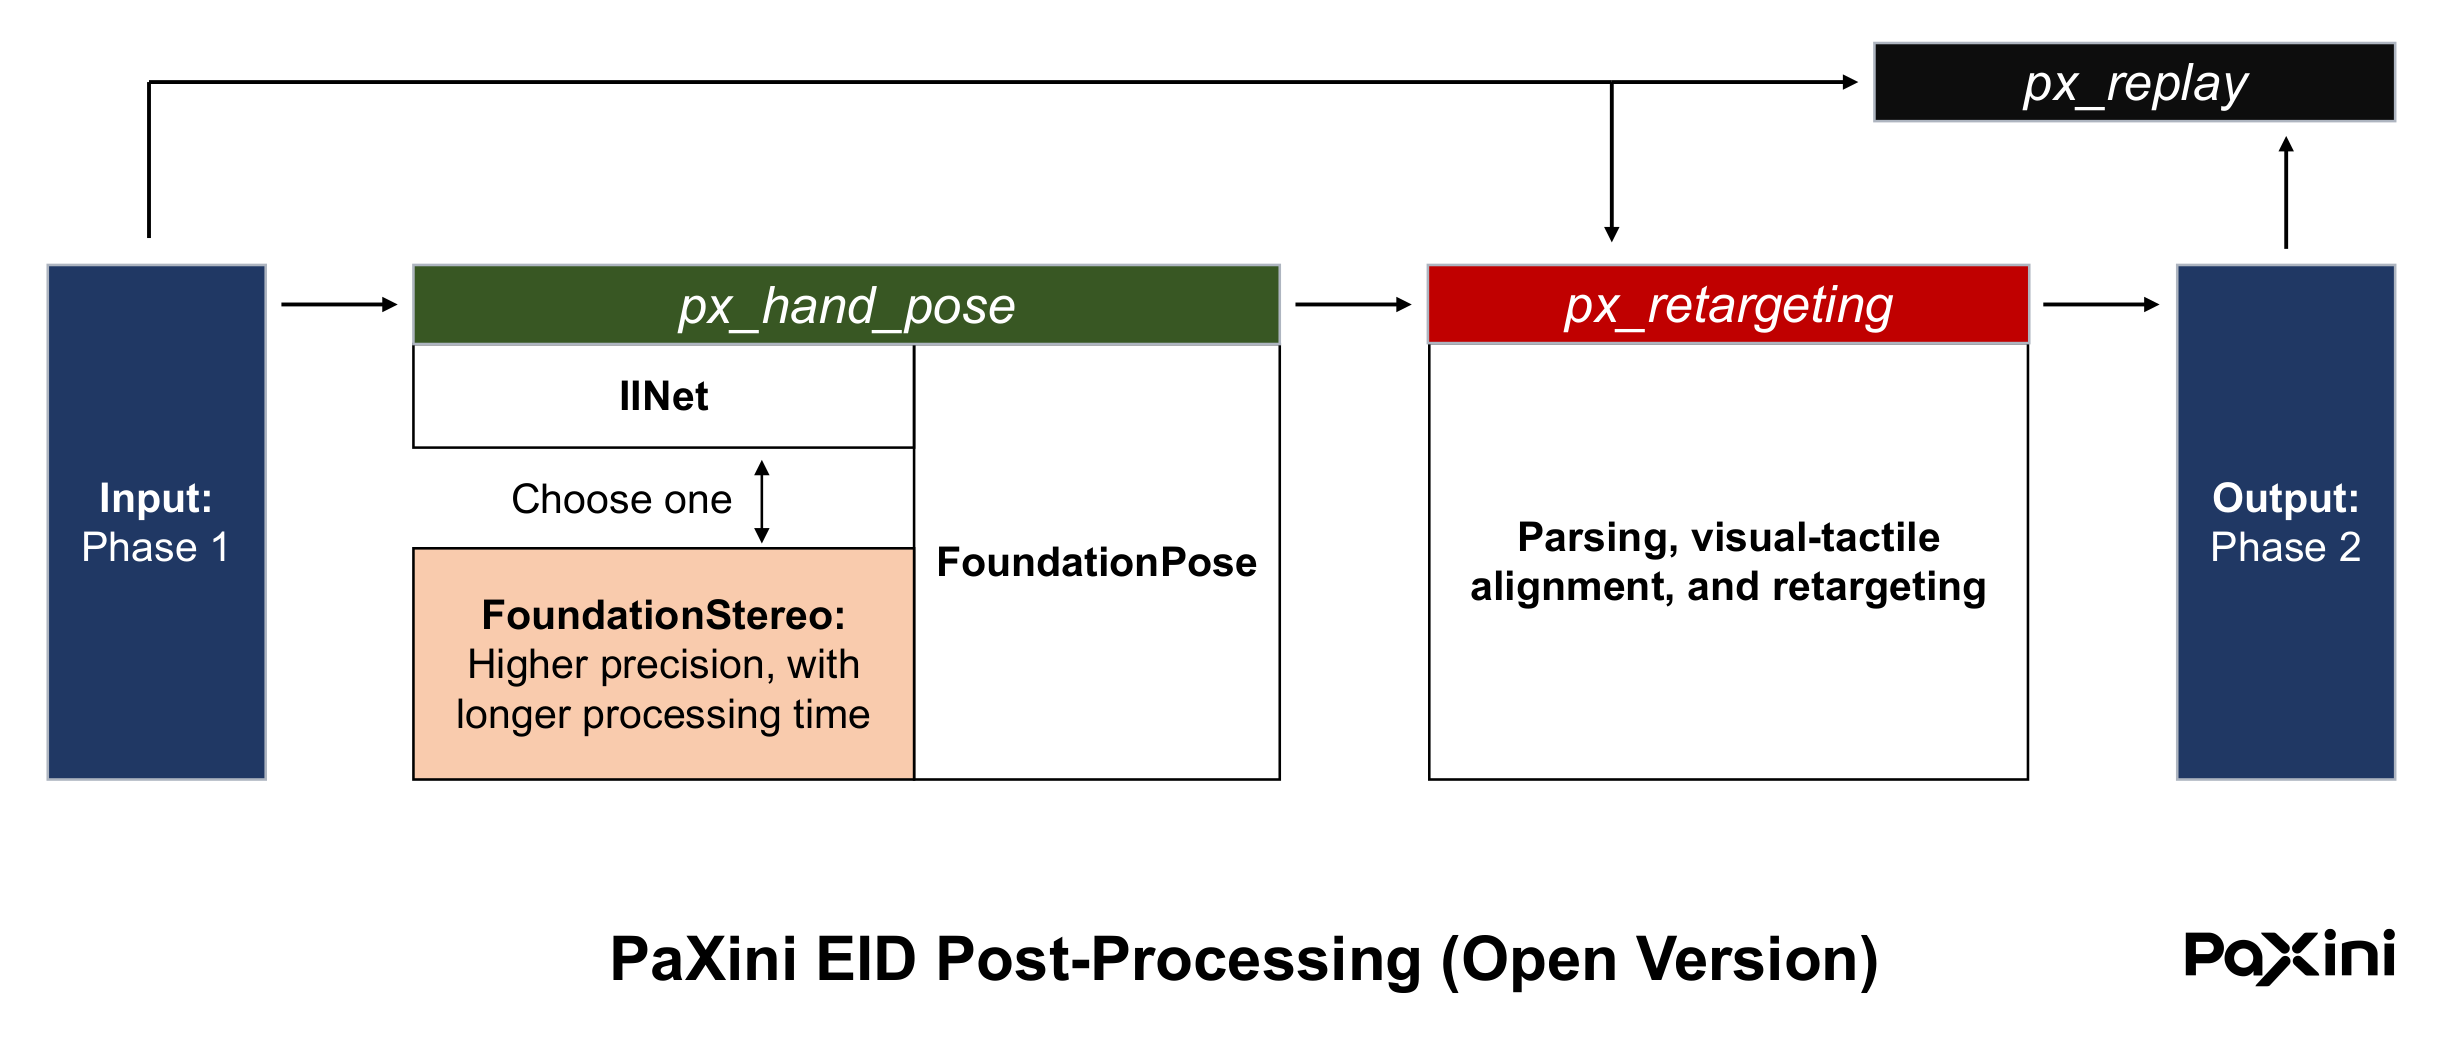 px_replay
px_hand_pose
px_retargeting
IINet
Choose one
Input:
Phase 1
FoundationStereo:
Higher precision, with
longer processing time
FoundationPose
Parsing, visual-tactile
alignment, and retargeting
Output:
Phase 2
PaXini EID Post-Processing (Open Version)
PaXini